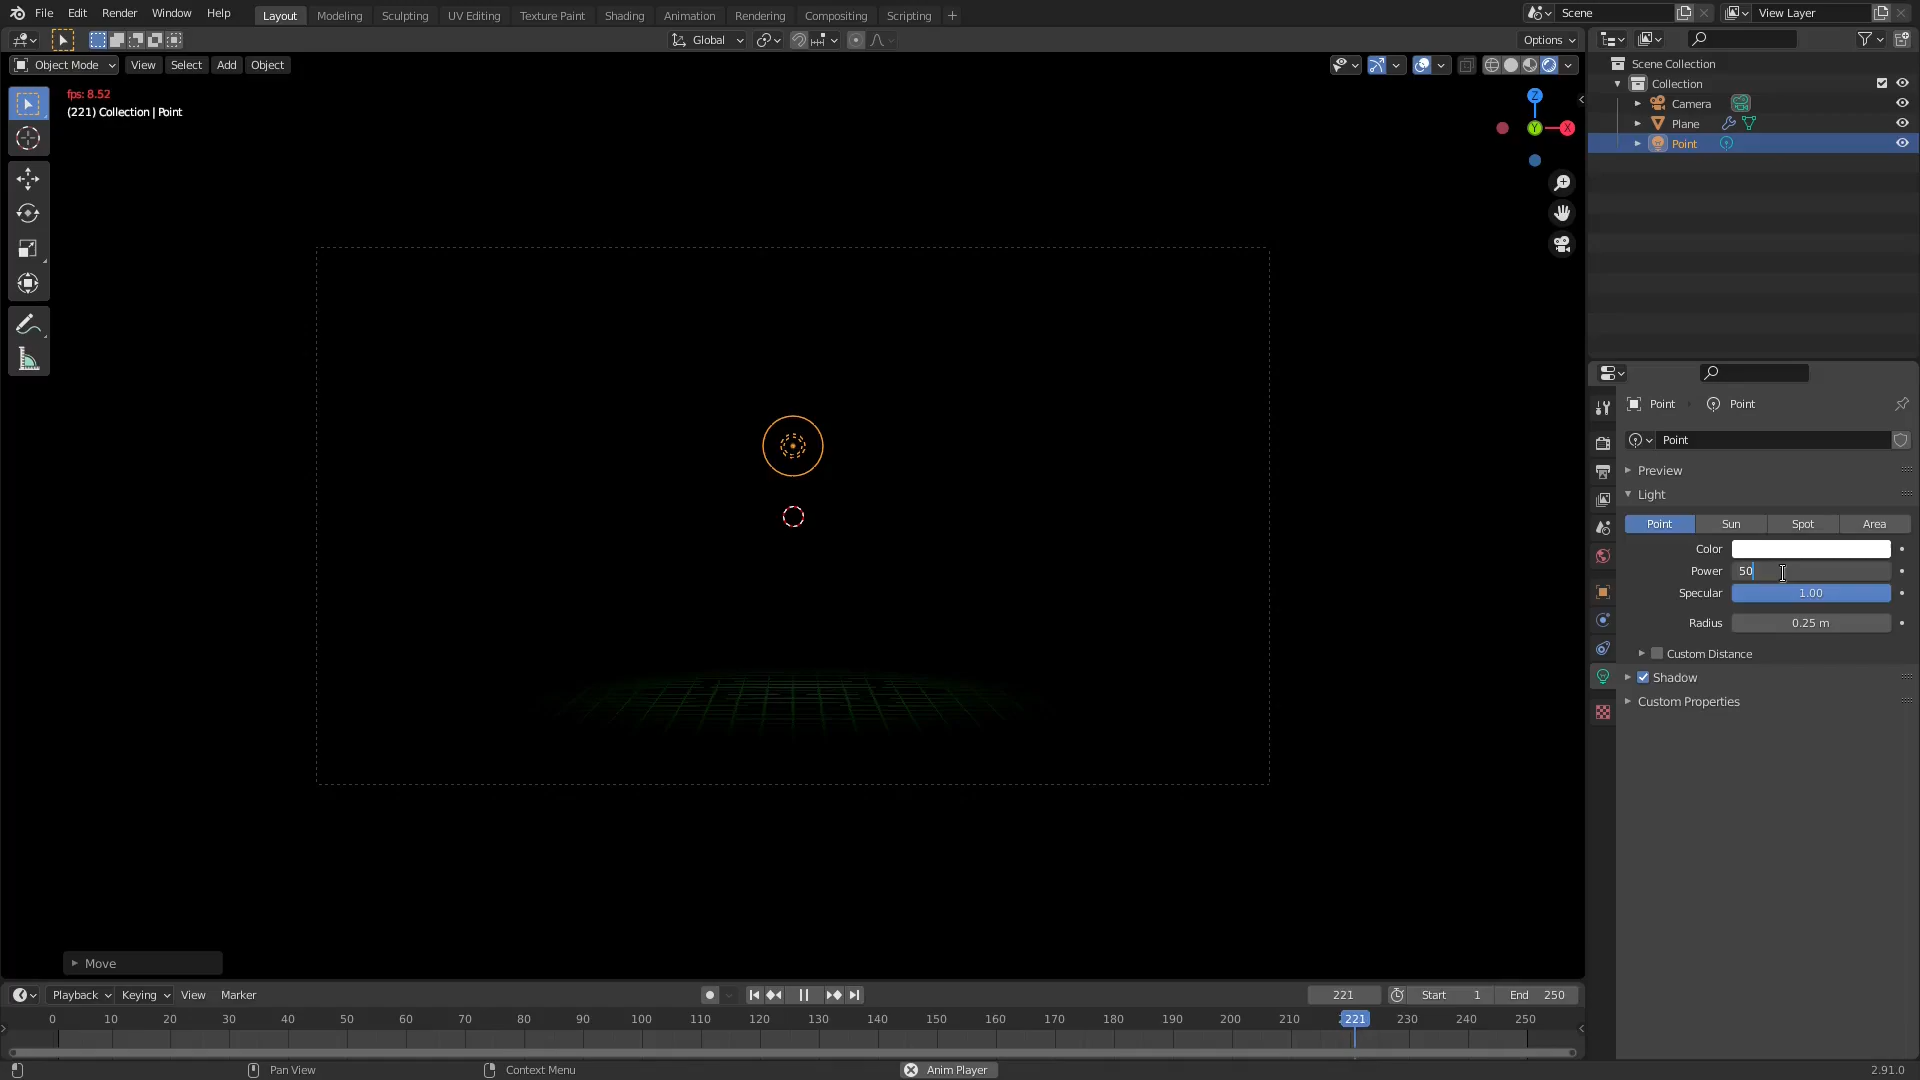 File Edit Render Window Help Layout Modeling Sculpting UV Editing Texture Paint Shading Animation Rendering Compositing Scripting + Scene View Layer
Global Options
Object Mode View Select Add Object
fps: 8.52
(221) Collection | Point
Z
Y X
Scene Collection
Collection
Camera
Plane
Point
Point Point
Point
Preview
Light
Point Sun Spot Area
Color
Power 50
Specular 1.00
Radius 0.25 m
Custom Distance
Shadow
Custom Properties
Move
Playback Keying View Marker 221 Start 1 End 250
0 10 20 30 40 50 60 70 80 90 100 110 120 130 140 150 160 170 180 190 200 210 221 230 240 250
Pan View Context Menu Anim Player 2.91.0